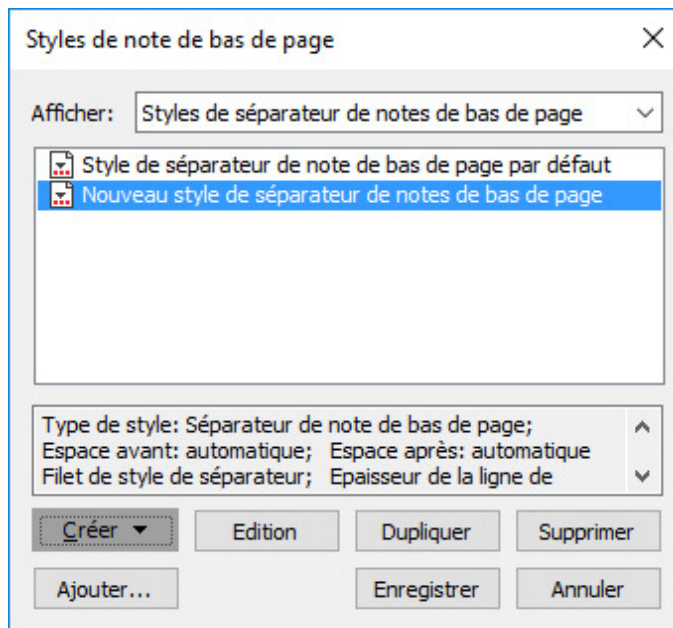 Styles de note de bas de page
Afficher: Styles de séparateur de notes de bas de page
Style de séparateur de note de bas de page par défaut
Nouveau style de séparateur de notes de bas de page
Type de style: Séparateur de note de bas de page;
Espace avant: automatique; Espace après: automatique
Filet de style de séparateur; Epaisseur de la ligne de
Créer Edition Dupliquer Supprimer
Ajouter... Enregistrer Annuler